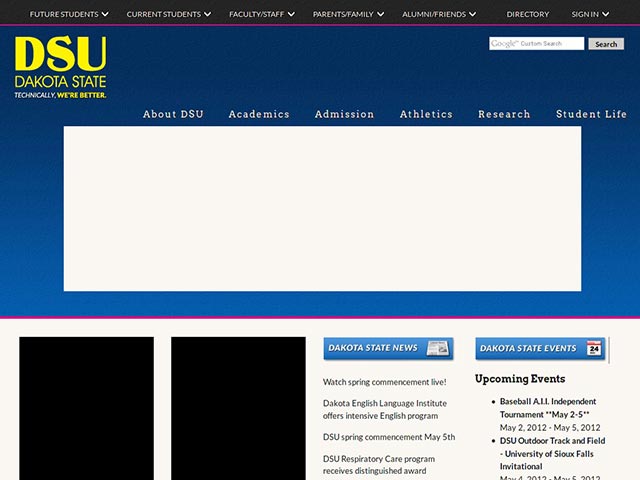 FUTURE STUDENTS CURRENT STUDENTS FACULTY/STAFF PARENTS/FAMILY ALUMNI/FRIENDS DIRECTORY SIGN IN
DSU
DAKOTA STATE
TECHNICALLY, WE'RE BETTER.
Google™ Custom Search Search
About DSU Academics Admission Athletics Research Student Life
DAKOTA STATE NEWS
Watch spring commencement live!
Dakota English Language Institute
offers intensive English program
DSU spring commencement May 5th
DSU Respiratory Care program
receives distinguished award
DAKOTA STATE EVENTS
24
Upcoming Events
Baseball A.I.I. Independent
Tournament **May 2-5**
May 2, 2012 - May 5, 2012
DSU Outdoor Track and Field
- University of Sioux Falls
Invitational
May 4, 2012 - May 5, 2012